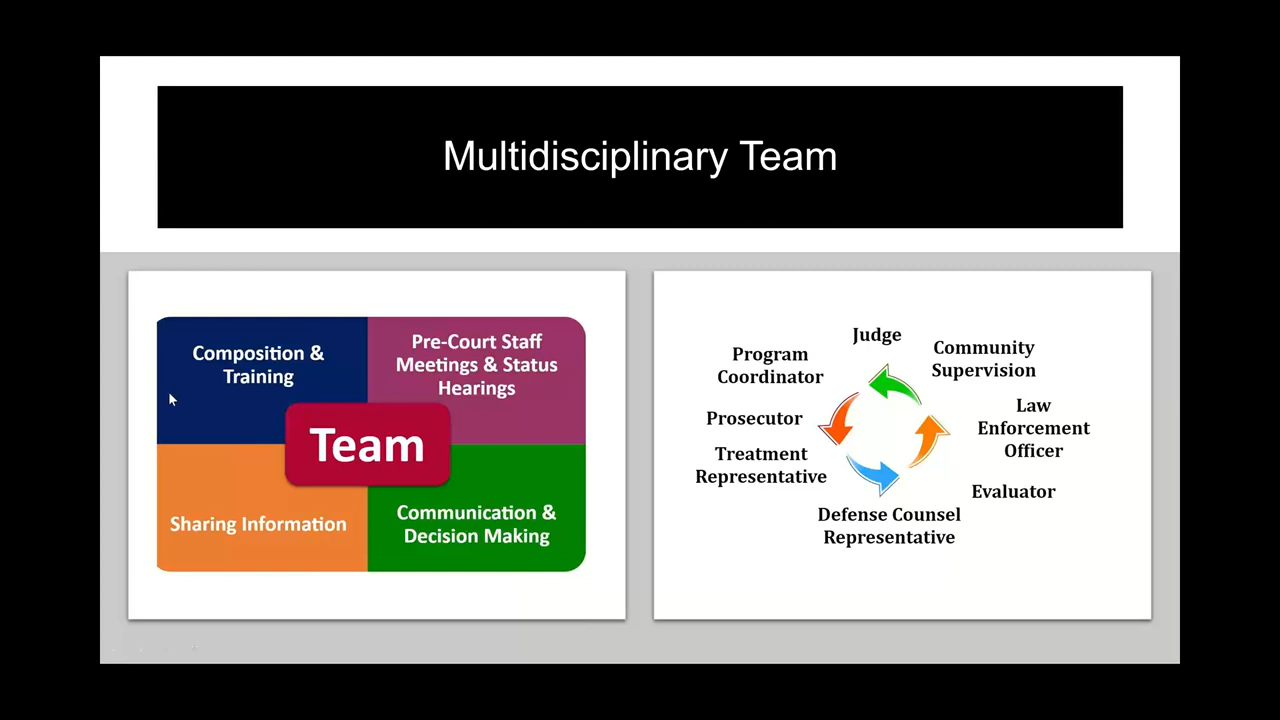 Multidisciplinary Team
Composition &
Training
Pre-Court Staff
Meetings & Status
Hearings
Team
Sharing Information
Communication &
Decision Making
Judge
Community
Supervision
Law
Enforcement
Officer
Evaluator
Defense Counsel
Representative
Treatment
Representative
Prosecutor
Program
Coordinator